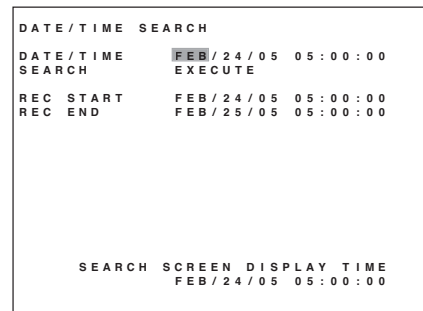 DATE/TIME SEARCH
DATE/TIME FEB/24/05 05:00:00
SEARCH EXECUTE
REC START FEB/24/05 05:00:00
REC END FEB/25/05 05:00:00
SEARCH SCREEN DISPLAY TIME
FEB/24/05 05:00:00